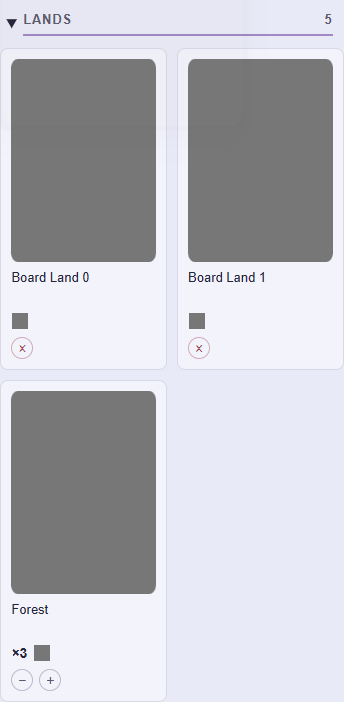 LANDS 5
Board Land 0
Board Land 1
×
×
Forest
×3
− +